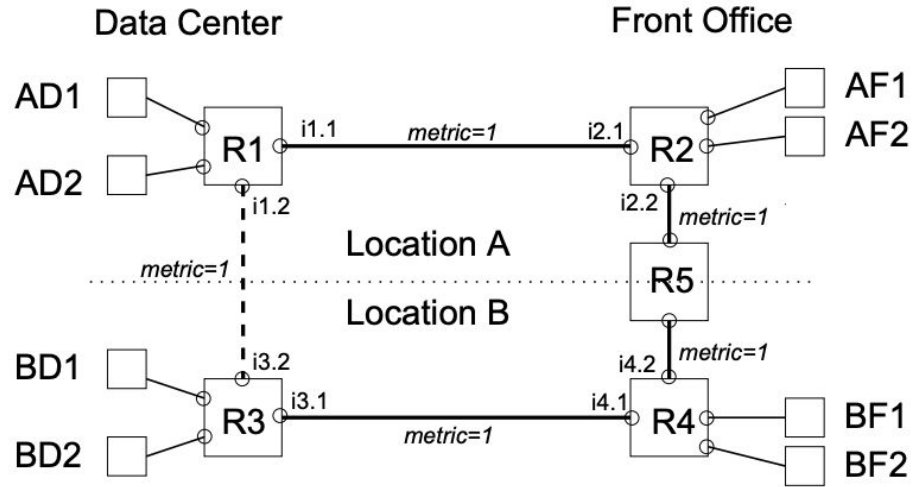 Data Center
Front Office
AD1
AF1
i1.1
metric=1
i2.1
R1
R2
AF2
AD2
i1.2
i2.2
metric=1
Location A
metric=1
R5
Location B
BD1
i3.2
i4.2
metric=1
i3.1
i4.1
BF1
R3
R4
metric=1
BD2
BF2